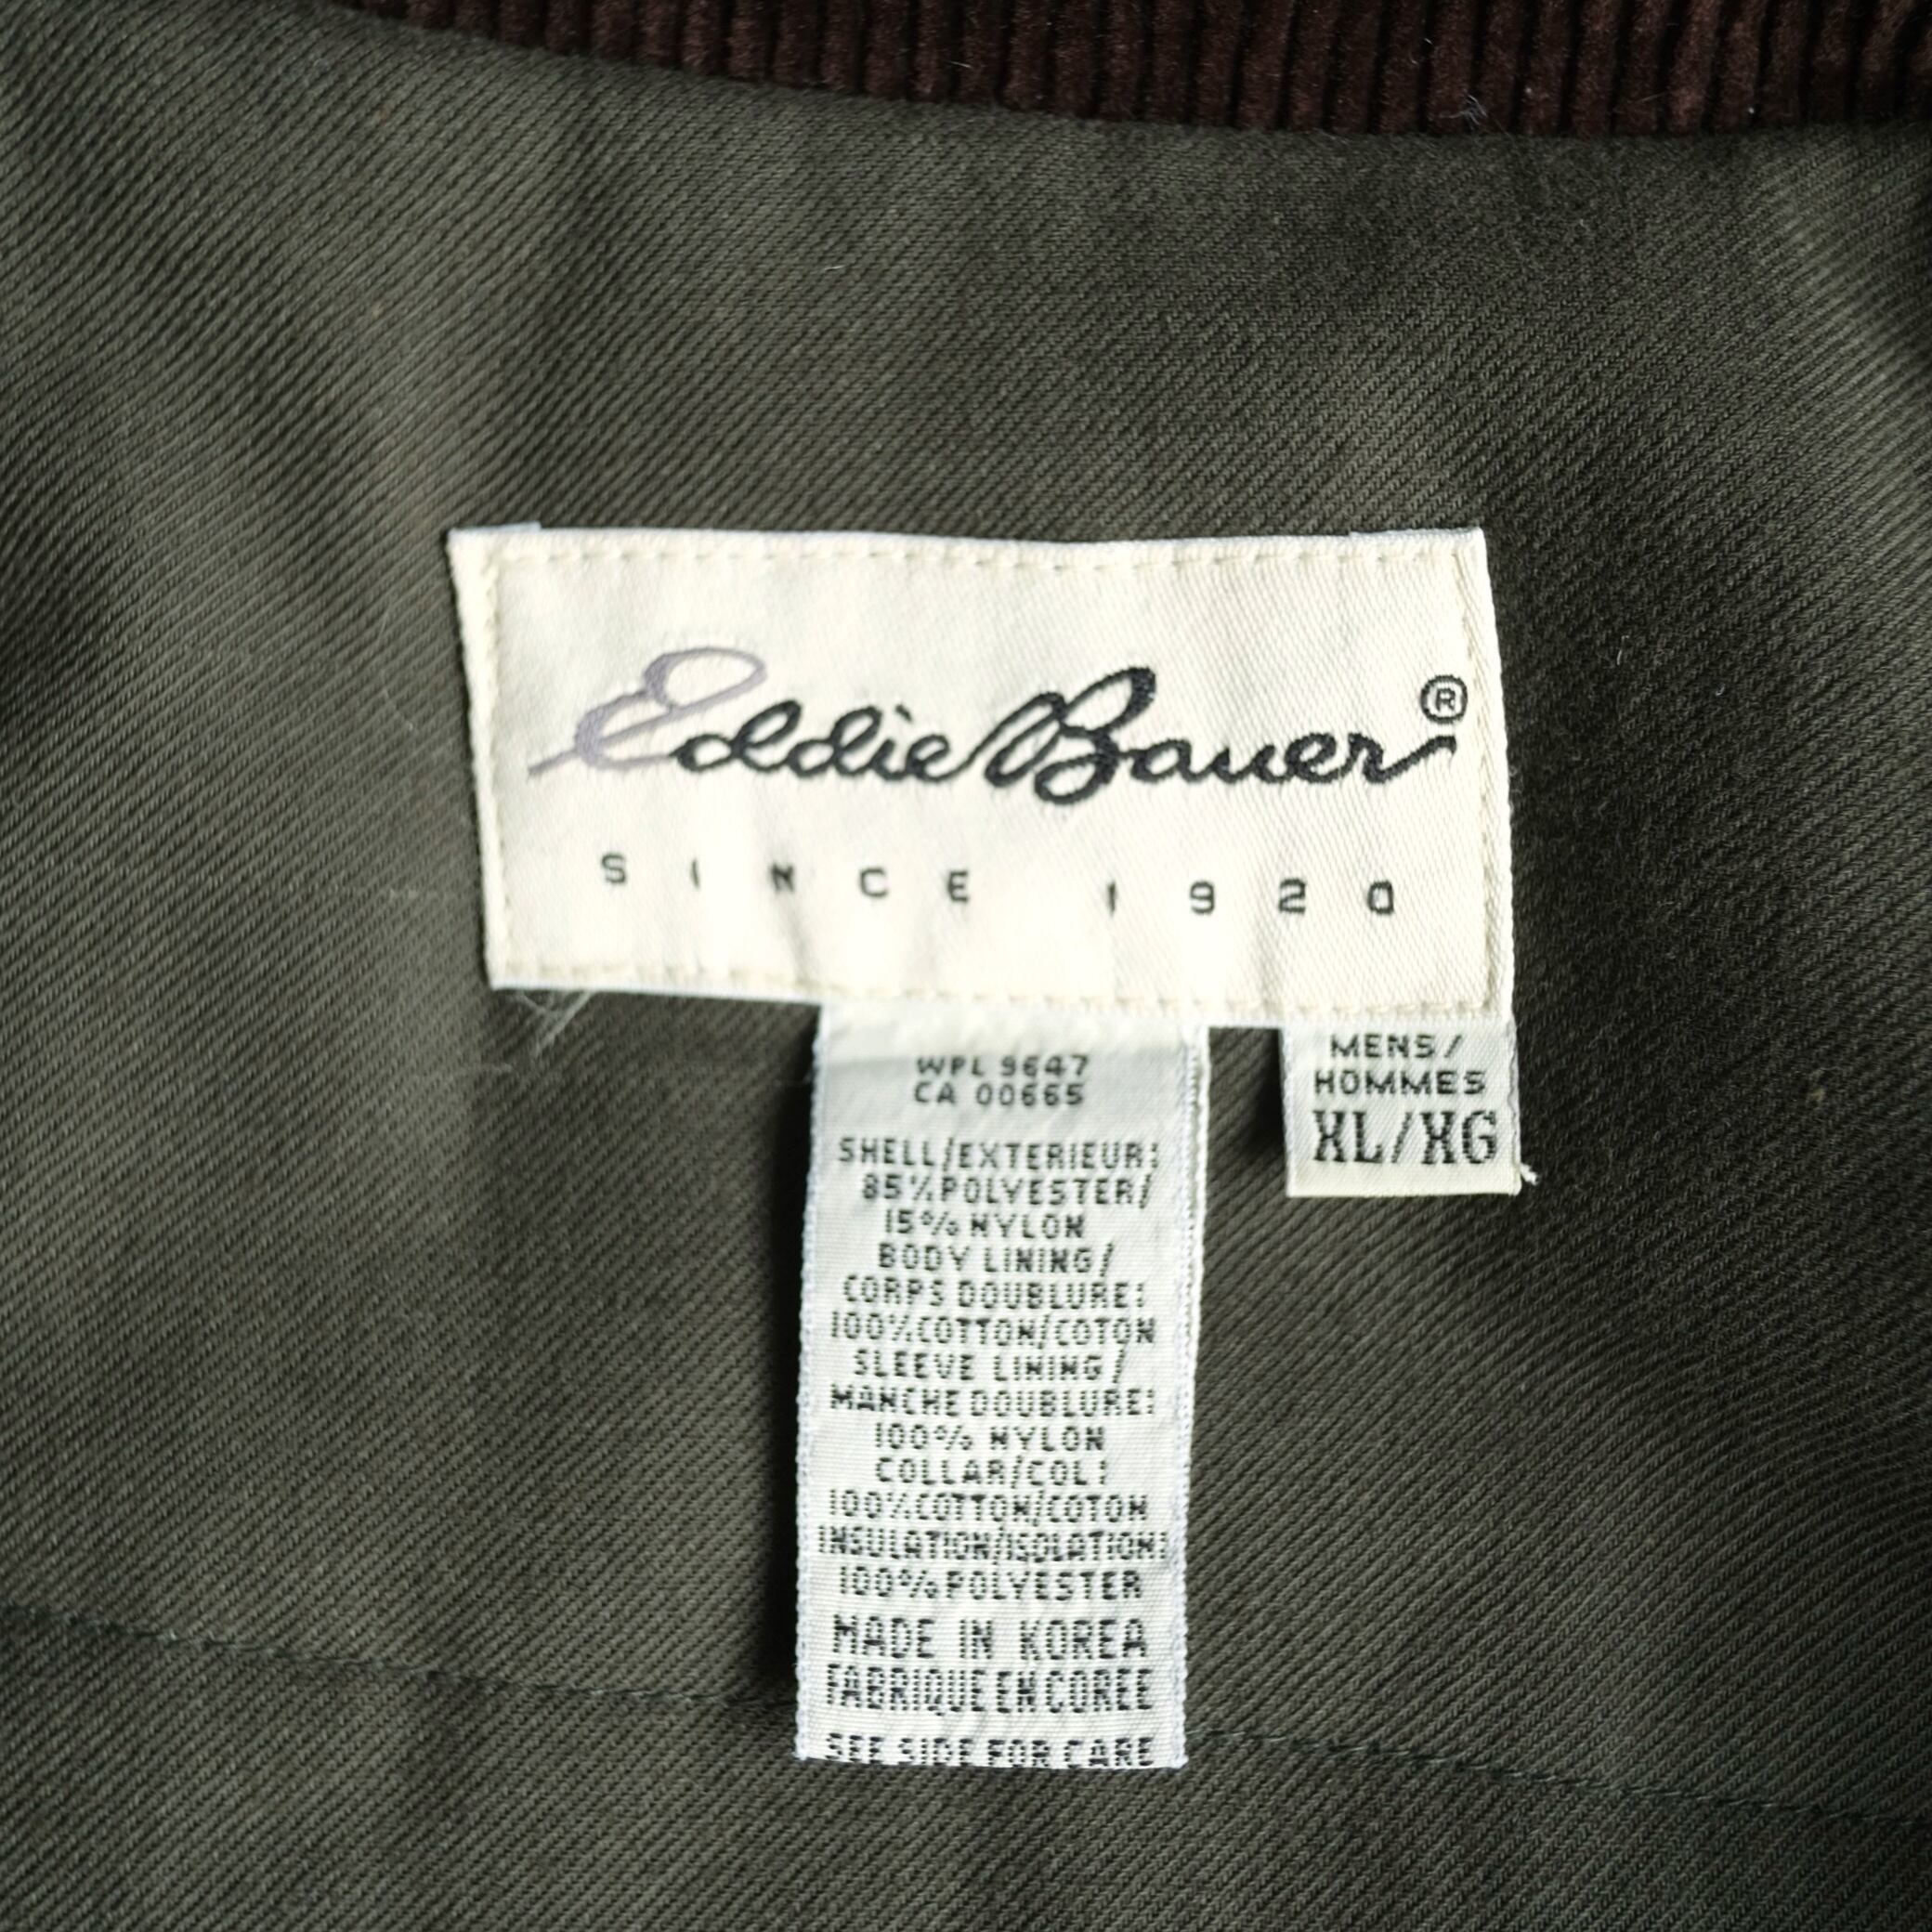 Eddie Bauer®
SINCE 1920
MENS/
HOMMES
XL/XG
WPL 9647
CA 00665
SHELL/EXTERIEUR:
85%POLYESTER/
15% NYLON
BODY LINING/
CORPS DOUBLURE:
100%COTTON/COTON
SLEEVE LINING/
MANCHE DOUBLURE:
100% NYLON
COLLAR/COL:
100%COTTON/COTON
INSULATION/ISOLATION:
100%POLYESTER
MADE IN KOREA
FABRIQUE EN COREE
SEE SIDE FOR CARE